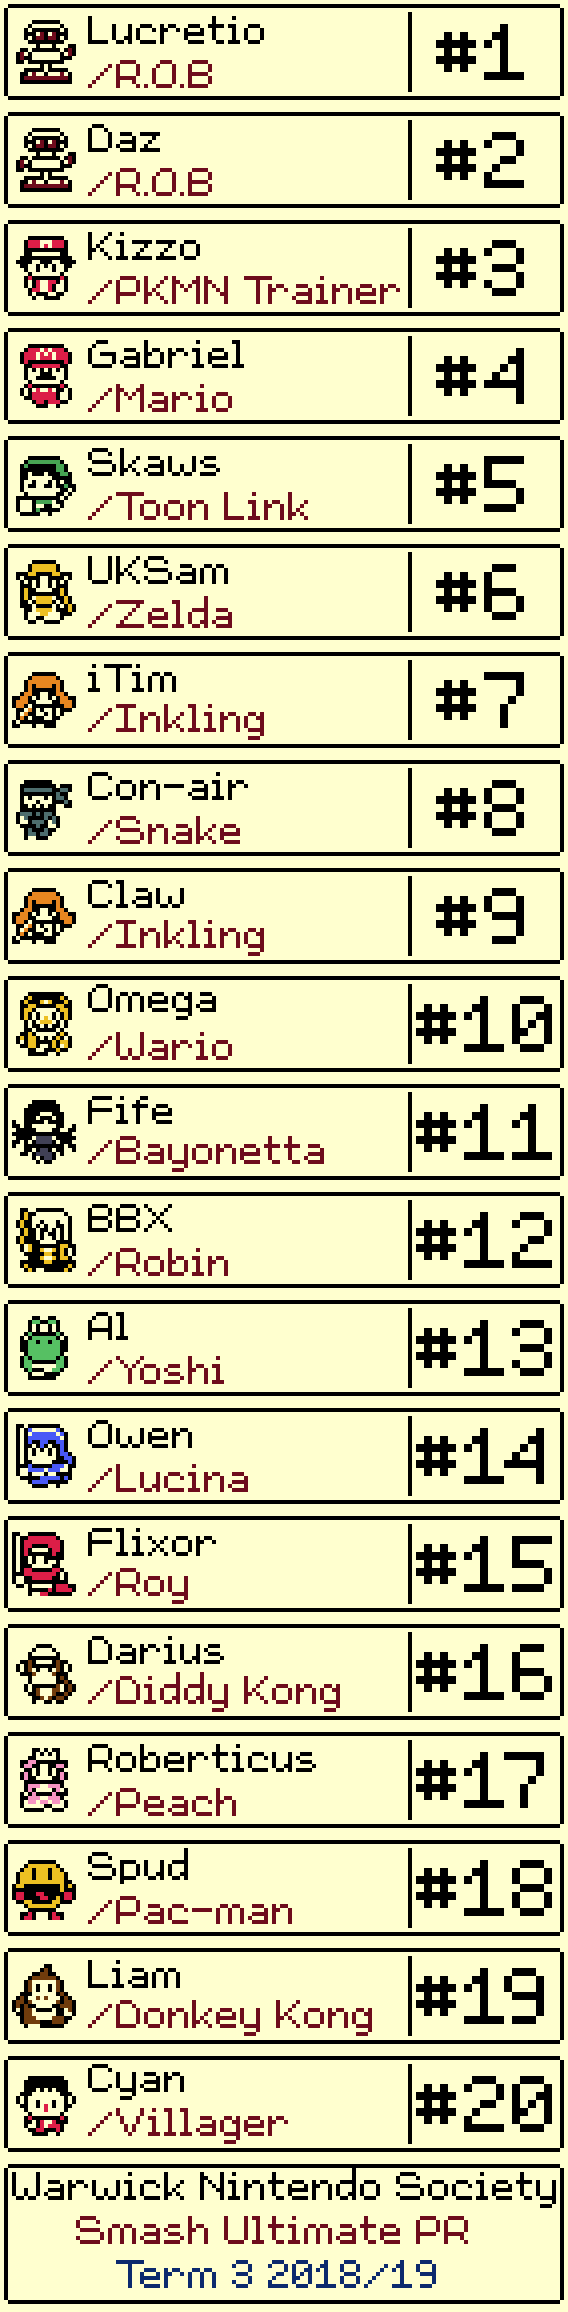 Lucretio
/R.O.B
#1
Daz
/R.O.B
#2
Kizzo
/PKMN Trainer
#3
Gabriel
/Mario
#4
Skaws
/Toon Link
#5
UKSam
/Zelda
#6
iTim
/Inkling
#7
Con-air
/Snake
#8
Claw
/Inkling
#9
Omega
/Wario
#10
Fife
/Bayonetta
#11
BBX
/Robin
#12
Al
/Yoshi
#13
Owen
/Lucina
#14
Flixor
/Roy
#15
Darius
/Diddy Kong
#16
Roberticus
/Peach
#17
Spud
/Pac-man
#18
Liam
/Donkey Kong
#19
Cyan
/Villager
#20
Warwick Nintendo Society
Smash Ultimate PR
Term 3 2018/19